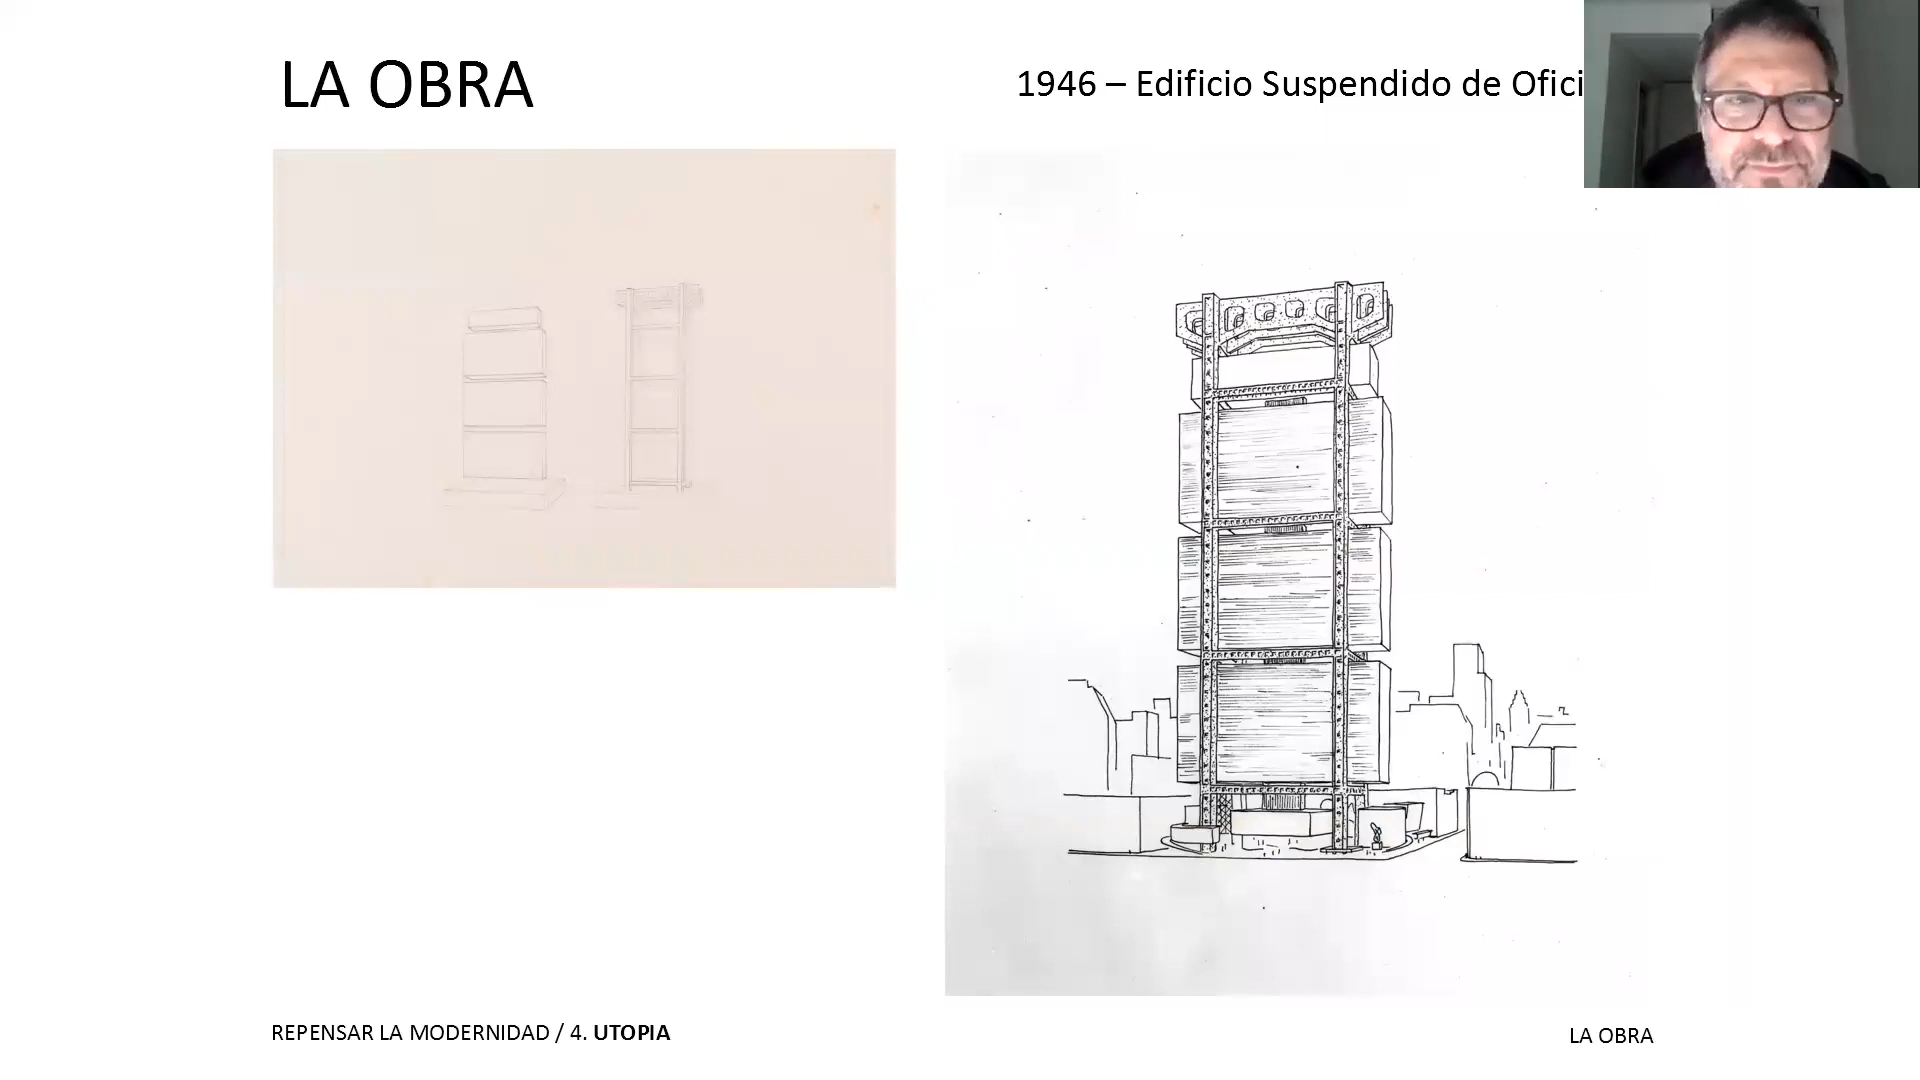 LA OBRA
1946 – Edificio Suspendido de Ofici
REPENSAR LA MODERNIDAD / 4. UTOPIA
LA OBRA